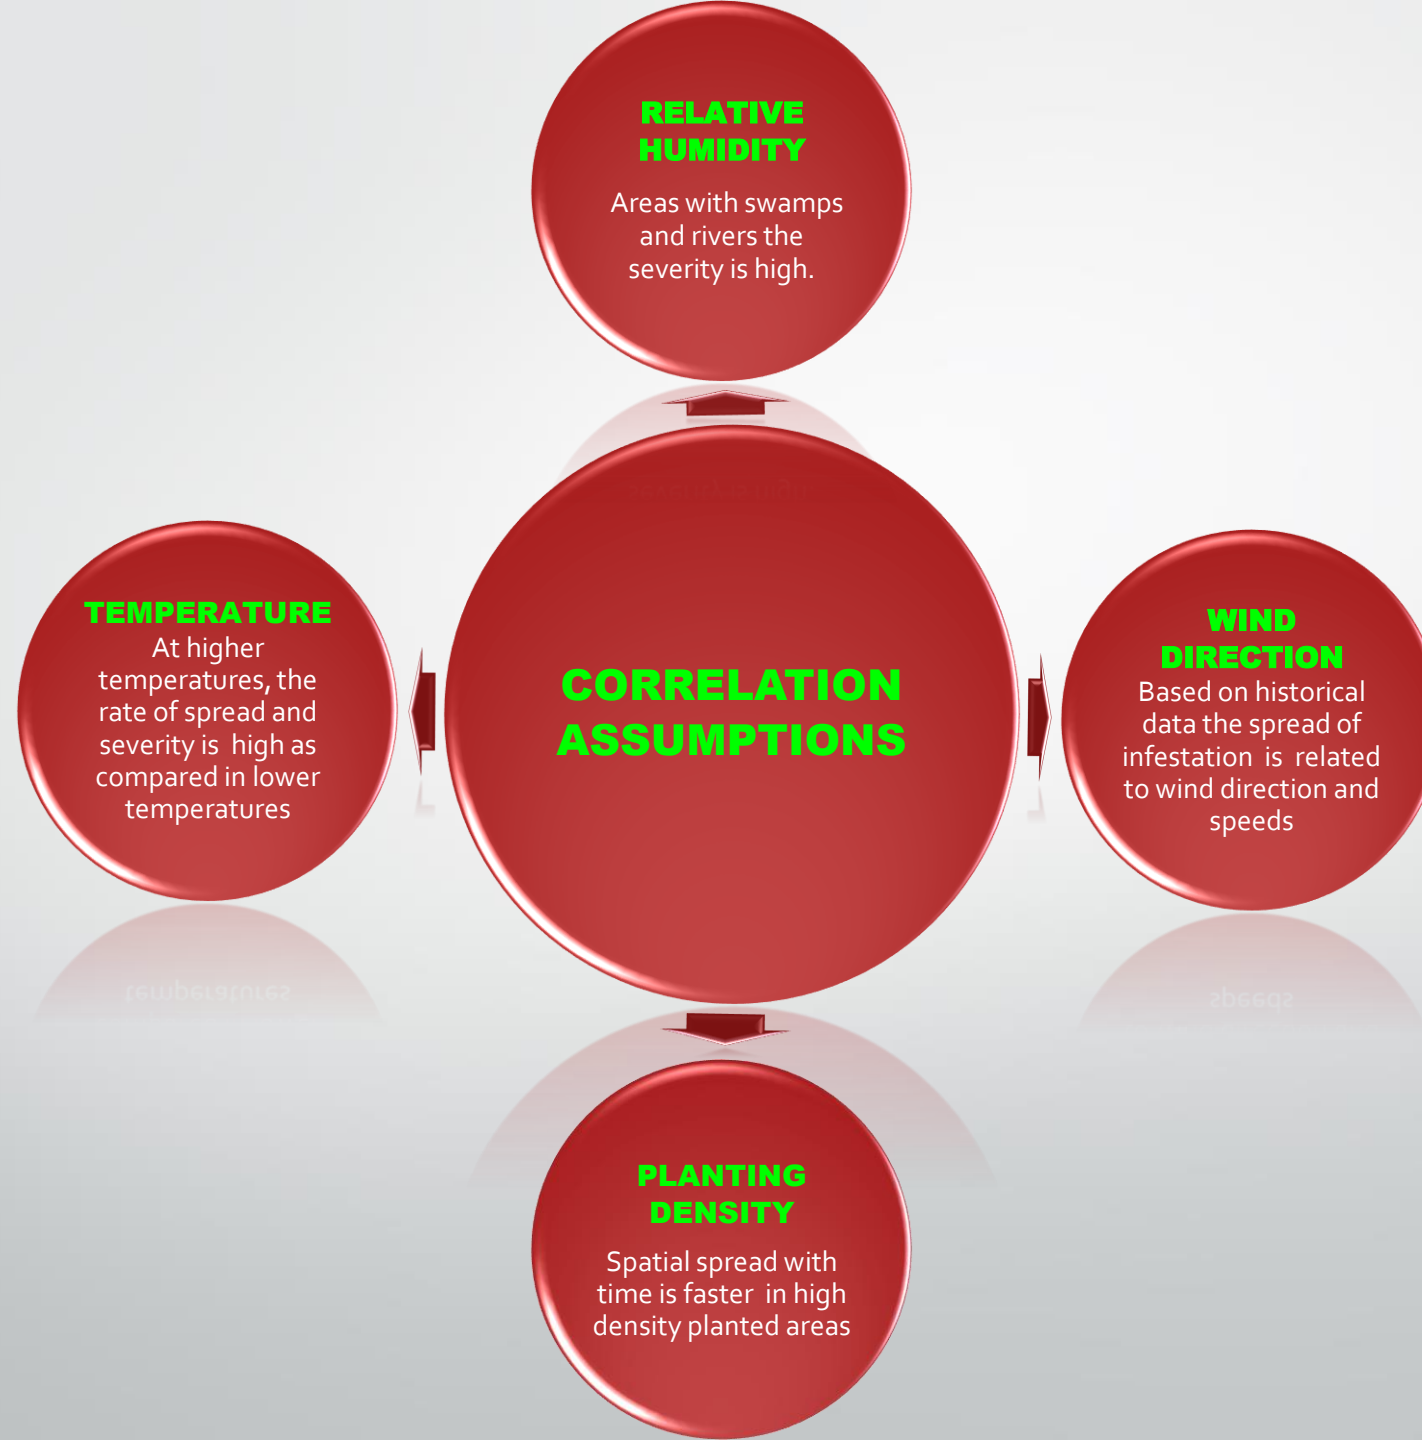 RELATIVE
HUMIDITY
Areas with swamps
and rivers the
severity is high.
TEMPERATURE
At higher
temperatures, the
rate of spread and
severity is  high as
compared in lower
temperatures
CORRELATION
ASSUMPTIONS
WIND
DIRECTION
Based on historical
data the spread of
infestation  is  related
to wind direction and
speeds
PLANTING
DENSITY
Spatial spread with
time is faster  in high
density planted areas